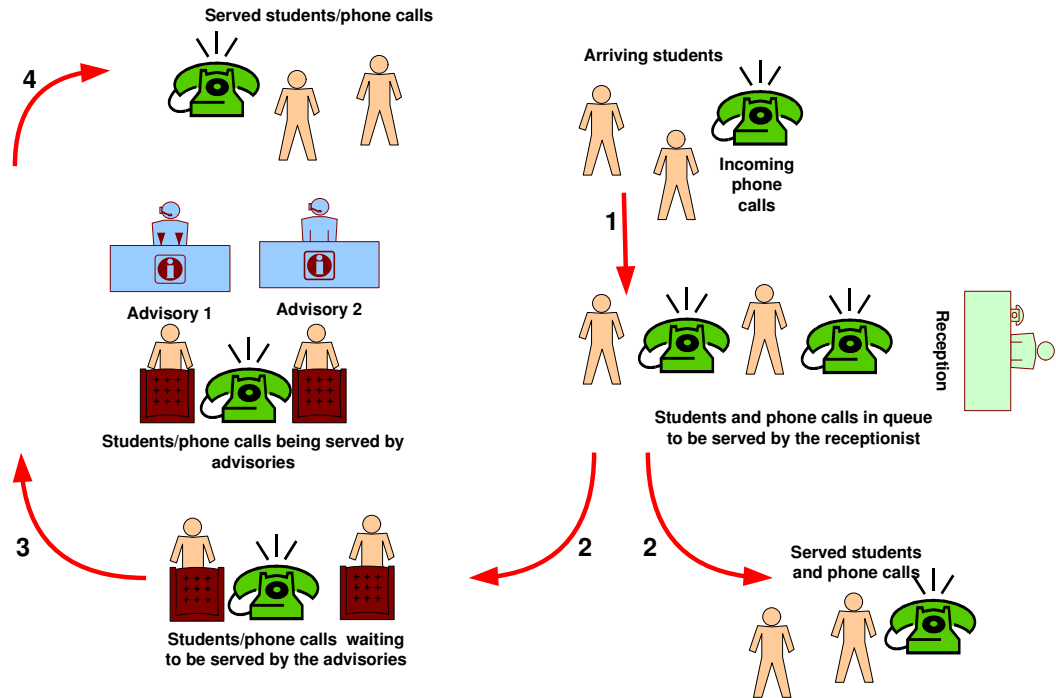 Served students/phone calls
4
Arriving students
Incoming
phone
calls
1
Advisory 1
Advisory 2
Reception
Students/phone calls being served by
advisories
Students and phone calls in queue
to be served by the receptionist
3
2
2
Served students
and phone calls
Students/phone calls waiting
to be served by the advisories